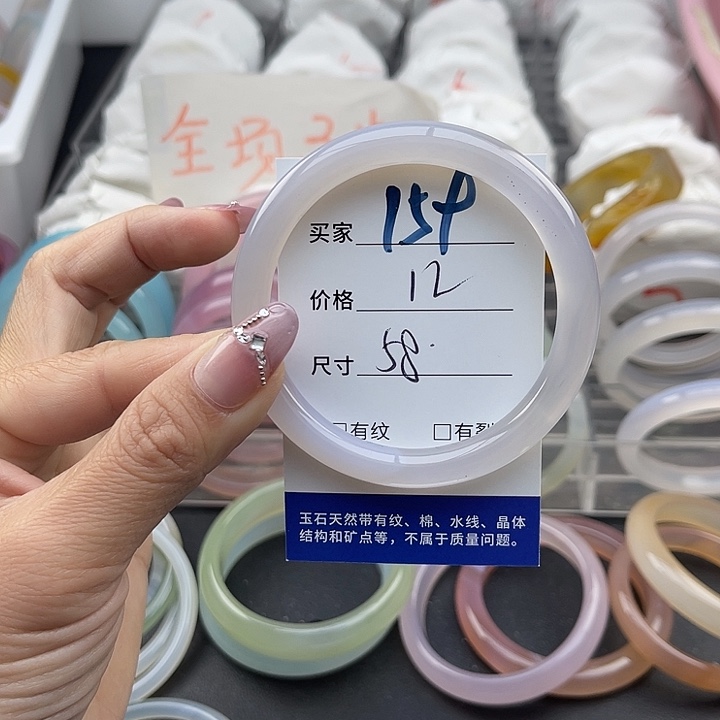 全场
买家 15P
价格 12
尺寸 58
□有纹 □有裂
玉石天然带有纹、棉、水线、晶体
结构和矿点等，不属于质量问题。